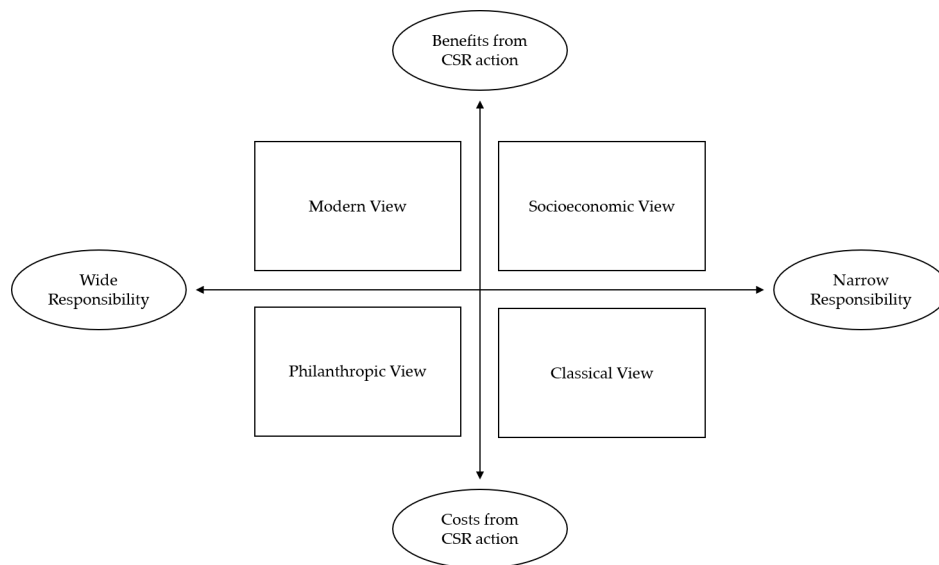 Benefits from
CSR action
Modern View
Socioeconomic View
Wide
Responsibility
Narrow
Responsibility
Philanthropic View
Classical View
Costs from
CSR action